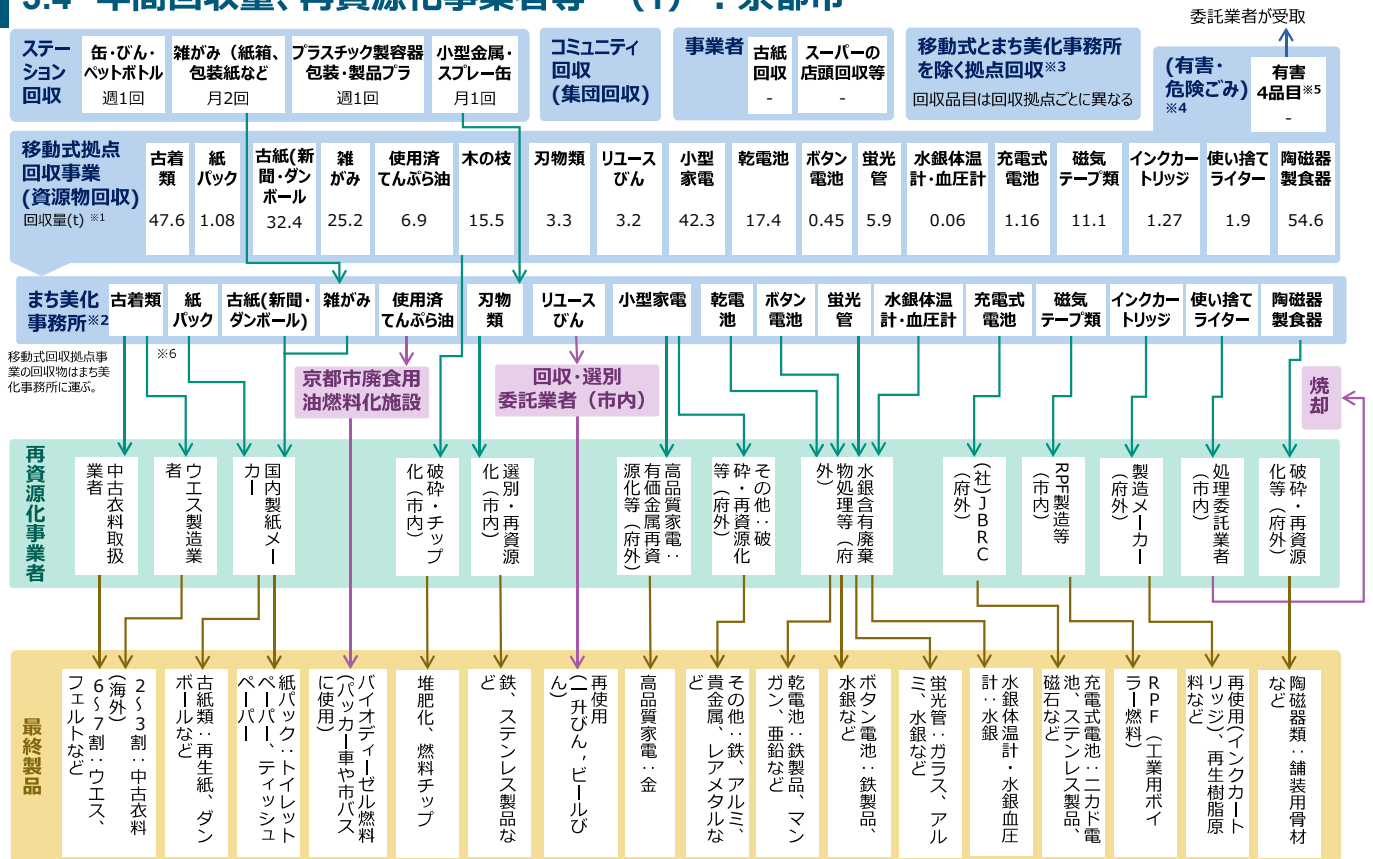 3.4 年間回収量、再資源化事業者等 (1) :京都市
委託業者が受取
ステー
ション
回収
缶・びん・
ペットボトル
週1回
雑がみ(紙箱、
包装紙など
月2回
プラスチック製容器
包装・製品プラ
週1回
小型金属・
スプレー缶
月1回
コミュニティ
回収
(集団回収)
事業者
古紙
回収
-
スーパーの
店頭回収等
-
移動式とまち美化事務所
を除く拠点回収※3
回収品目は回収拠点ごとに異なる
(有害・
危険ごみ)
※4
有害
4品目※5
-
移動式拠点
回収事業
(資源物回収)
回収量(t) ※1
古着
類
47.6
紙
パック
1.08
古紙(新
聞・ダン
ボール
32.4
雑
がみ
25.2
使用済
てんぷら油
6.9
木の枝
15.5
刃物類
3.3
リユース
びん
3.2
小型
家電
42.3
乾電池
17.4
ボタン
電池
0.45
蛍光
管
5.9
水銀体温
計・血圧計
0.06
充電式
電池
1.16
磁気
テープ類
11.1
インクカー
トリッジ
1.27
使い捨て
ライター
1.9
陶磁器
製食器
54.6
まち美化
事務所※2
古着類
紙
パック
古紙(新聞・
ダンボール)
雑がみ
使用済
てんぷら油
刃物
類
リユース
びん
小型家電
乾電
池
ボタン
電池
蛍光
管
水銀体温
計・血圧計
充電式
電池
磁気
テープ類
インクカー
トリッジ
使い捨て
ライター
陶磁器
製食器
移動式回収拠点事
業の回収物はまち美
化事務所に運ぶ。
※6
京都市廃食用
油燃料化施設
回収・選別
委託業者(市内)
焼
却
再資源化事業者
中古衣料取扱
業者
ウエス製造業
者
国内製紙メー
カー
破砕・チップ
化(市内)
選別・再資源
化(市内)
高品質家電:
有価金属再資
源化等(府外)
その他:破
砕・再資源化
等(府外)
水銀含有廃棄
物処理等(府
外)
(社)JBRC
(府外)
RPF製造等
(市内)
製造メーカー
(府外)
処理委託業者
(市内)
破砕・再資源
化等(府外)
最終製品
2~3割:中古衣料
(海外)
6~7割:ウエス、
フェルトなど
古紙類:再生紙、ダン
ボールなど
紙パック:トイレット
ペーパー、ティッシュ
ペーパー
バイオディーゼル燃料
(パッカー車や市バス
に使用)
堆肥化、燃料チップ
鉄、ステンレス製品な
ど
再使用
(一升びん,ビールび
ん)
高品質家電:金
その他:鉄、アルミ、
貴金属、レアメタルな
ど
乾電池:鉄製品、マン
ガン、亜鉛など
ボタン電池:鉄製品、
水銀など
蛍光管:ガラス、アル
ミ、水銀など
水銀体温計・水銀血圧
計:水銀
充電式電池:ニカド電
池、ステンレス製品、
磁石など
RPF(工業用ボイ
ラー燃料)
再使用(インクカート
リッジ)、再生樹脂原
料など
陶磁器類:舗装用骨材
など